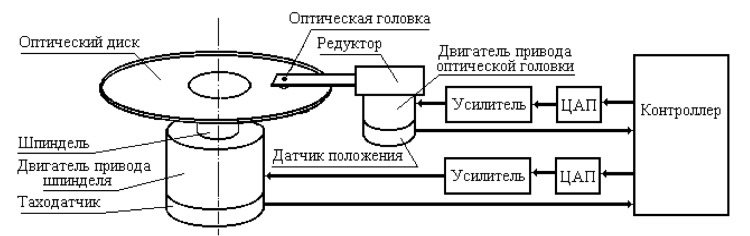 Оптическая головка
Оптический диск
Редуктор
Двигатель привода
оптической головки
Усилитель
ЦАП
Контроллер
Шпиндель
Датчик положения
Двигатель привода
шпинделя
Усилитель
ЦАП
Таходатчик